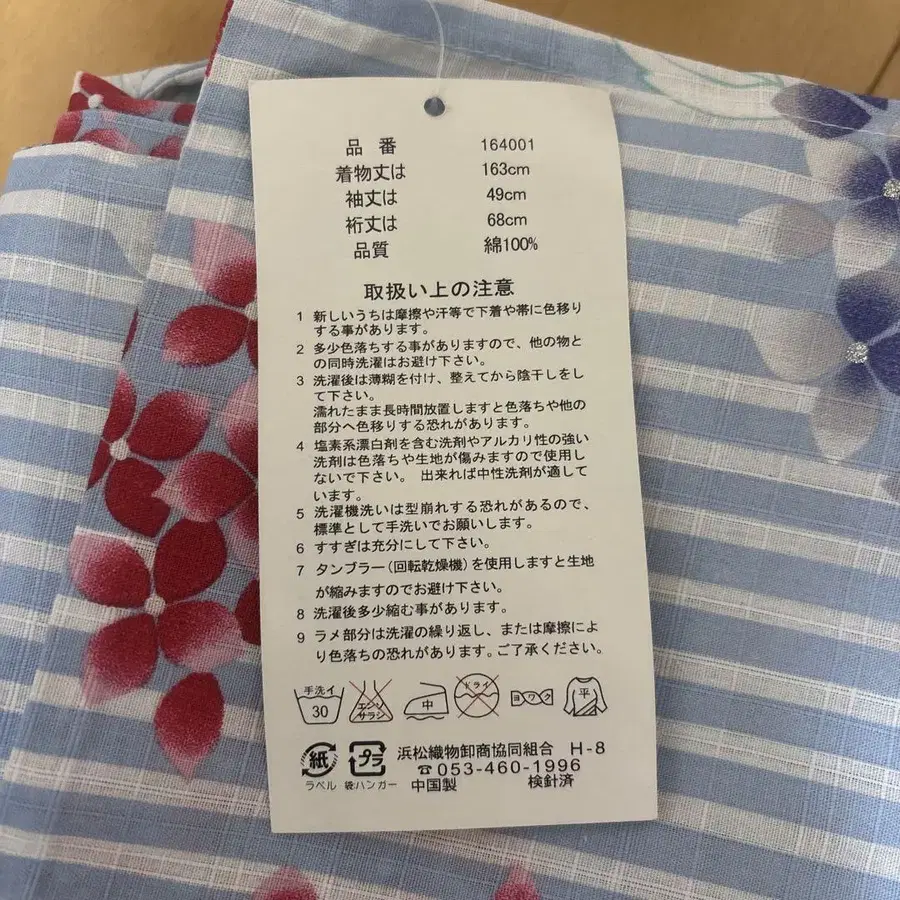 品 番 164001
着物丈は 163cm
袖丈は 49cm
裄丈は 68cm
品質 綿100%
取扱い上の注意
1 新しいうちは摩擦や汗等で下着や帯に色移り
する事があります。
2 多少色落ちする事がありますので、他の物と
の同時洗濯はお避け下さい。
3 洗濯後は薄糊を付け、整えてから陰干しをし
て下さい。
濡れたまま長時間放置しますと色落ちや他の
部分へ色移りする恐れがあります。
4 塩素系漂白剤を含む洗剤やアルカリ性の強い
洗剤は色落ちや生地が傷みますので使用し
ないで下さい。 出来れば中性洗剤が適して
います。
5 洗濯機洗いは型崩れする恐れがあるので、
標準として手洗いでお願いします。
6 すすぎは充分にして下さい。
7 タンブラー(回転乾燥機)を使用しますと生地
が縮みますのでお避け下さい。
8 洗濯後多少縮む事があります。
9 ラメ部分は洗濯の繰り返し、または摩擦によ
り色落ちの恐れがあります。ご了承ください。
手洗イ 30 エンソ サラシ 中 ドライ ヨワク 平
紙 プラ 浜松織物卸商協同組合 H-8
☎053-460-1996
ラベル 袋:ハンガー 中国製 検針済